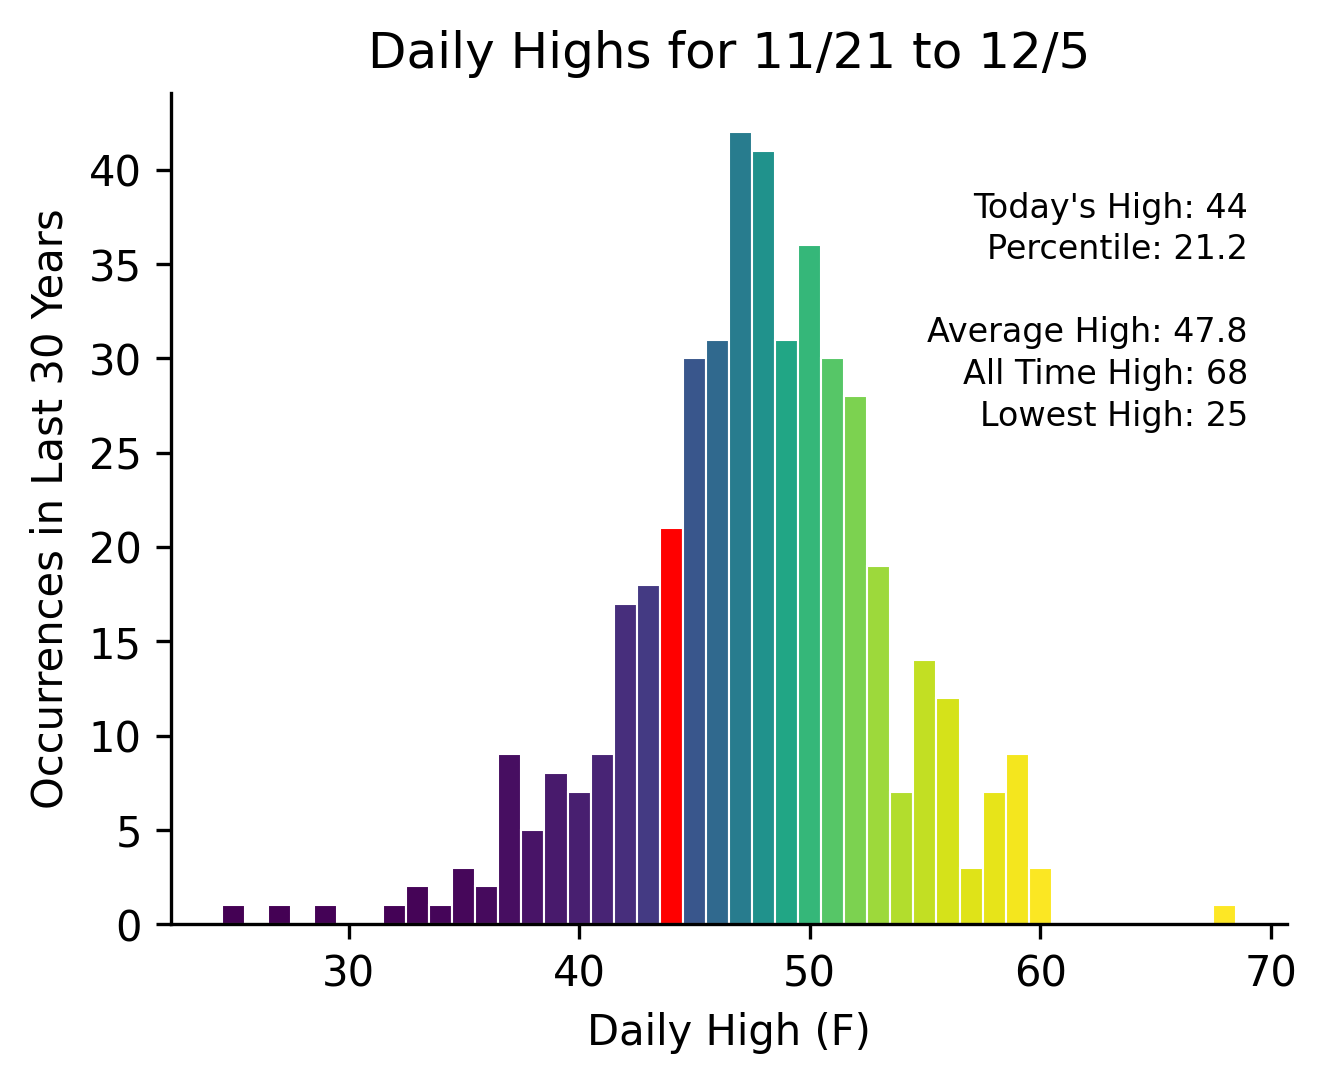 Daily Highs for 11/21 to 12/5
Occurrences in Last 30 Years
40
35
30
25
20
15
10
5
0
Today's High: 44
Percentile: 21.2
Average High: 47.8
All Time High: 68
Lowest High: 25
30 40 50 60 70
Daily High (F)